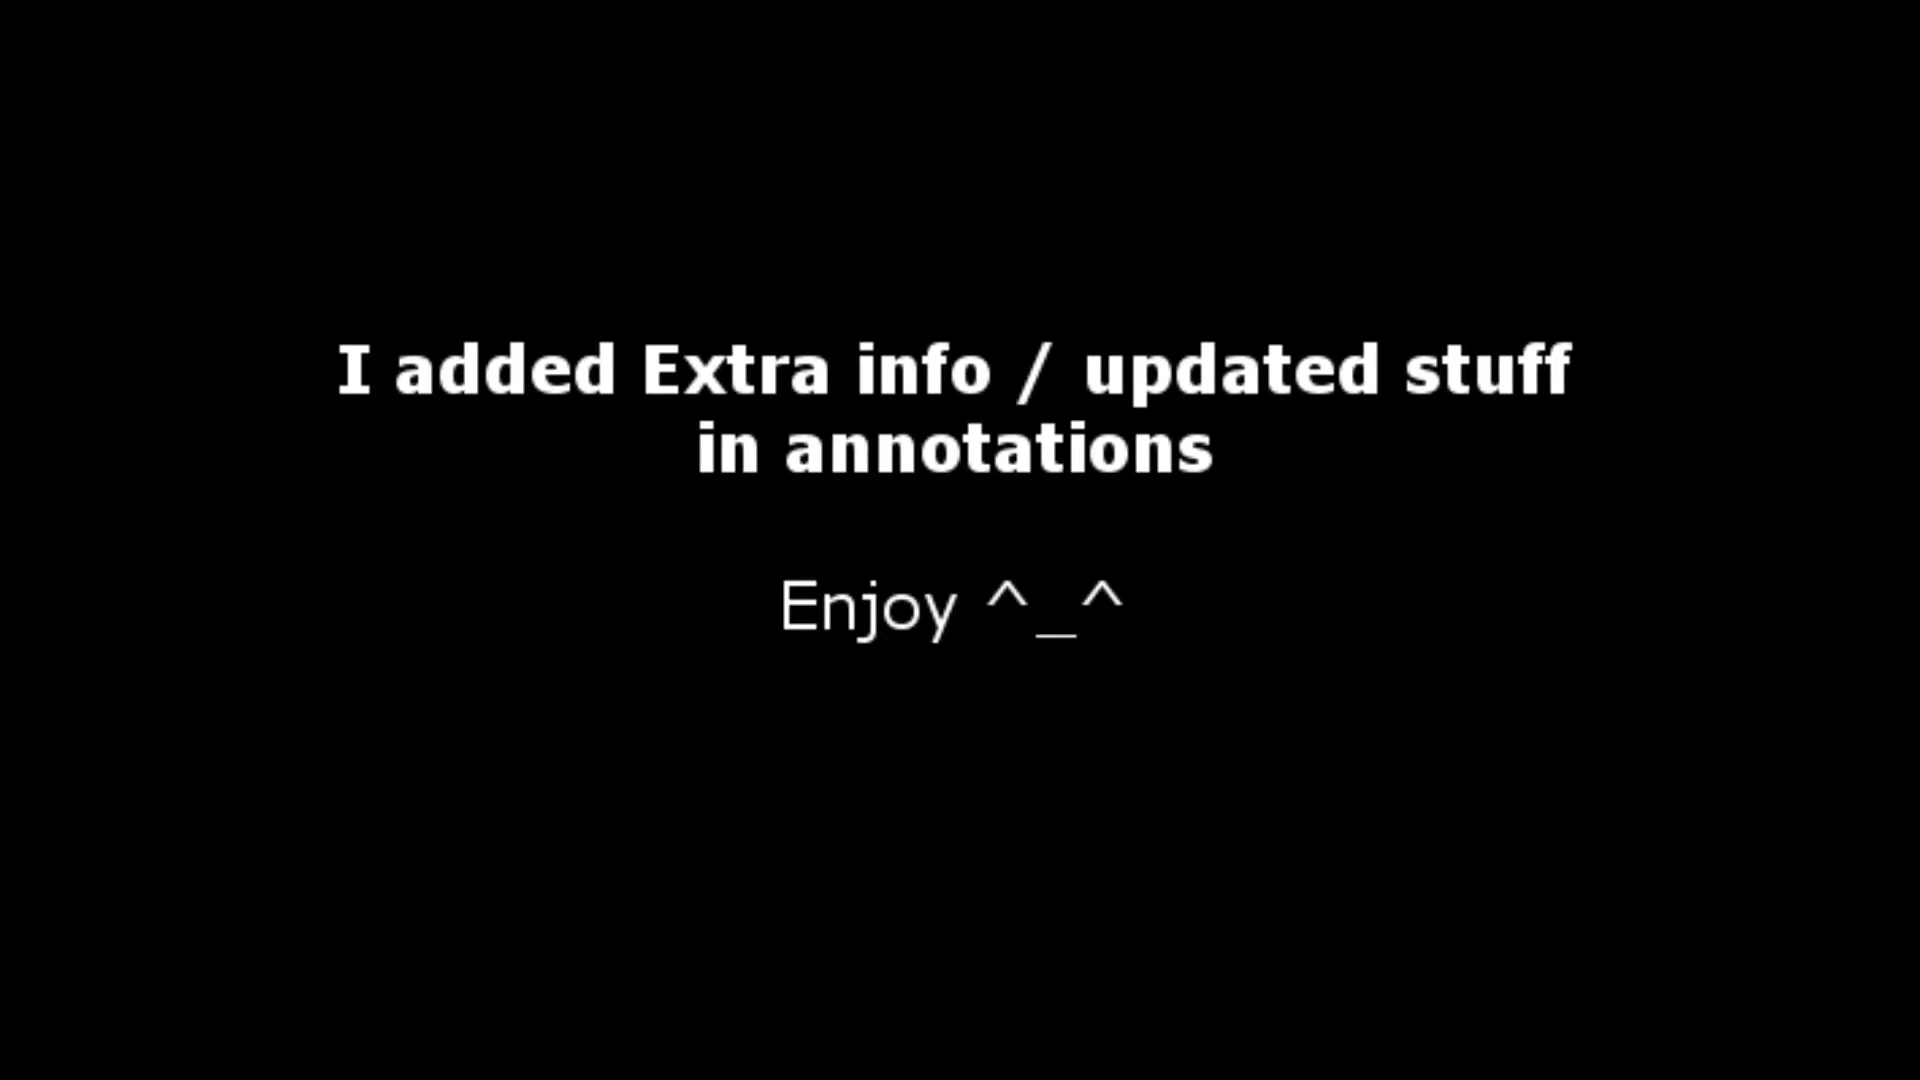 I added Extra info / updated stuff
in annotations
Enjoy ^_^